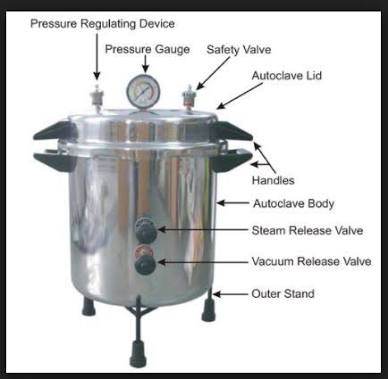 Pressure Regulating Device
Pressure Gauge
Safety Valve
Autoclave Lid
Handles
Autoclave Body
Steam Release Valve
Vacuum Release Valve
Outer Stand